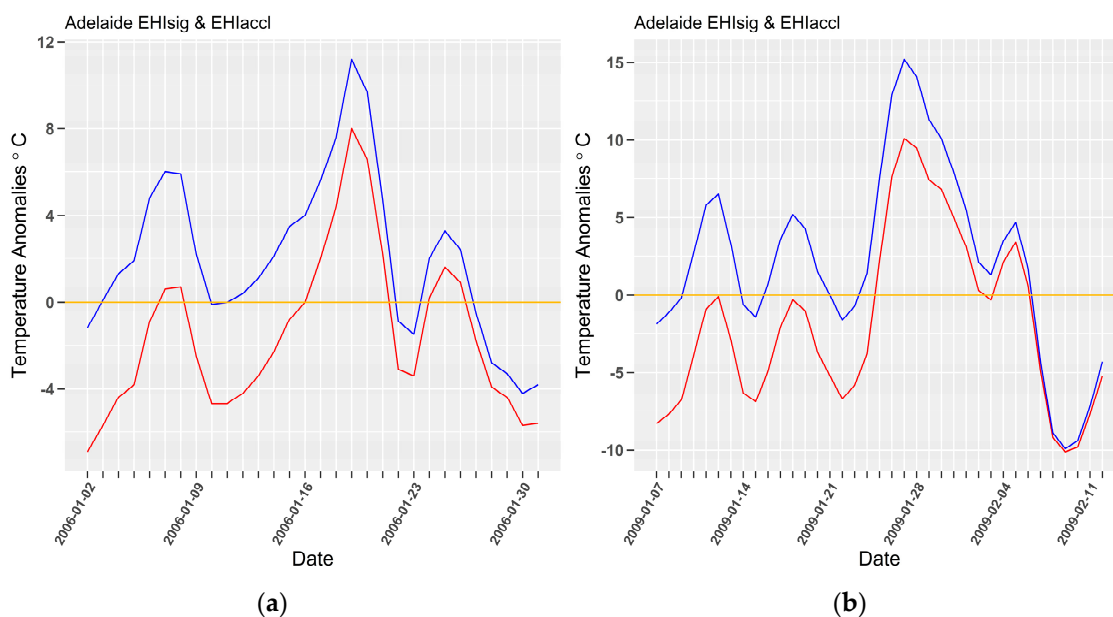 Adelaide EHIsig & EHIaccl
12
8
4
0
-4
Temperature Anomalies ° C
2006-01-02
2006-01-09
2006-01-16
2006-01-23
2006-01-30
Date
(a)
Adelaide EHIsig & EHIaccl
15
10
5
0
-5
-10
Temperature Anomalies ° C
2009-01-07
2009-01-14
2009-01-21
2009-01-28
2009-02-04
2009-02-11
Date
(b)